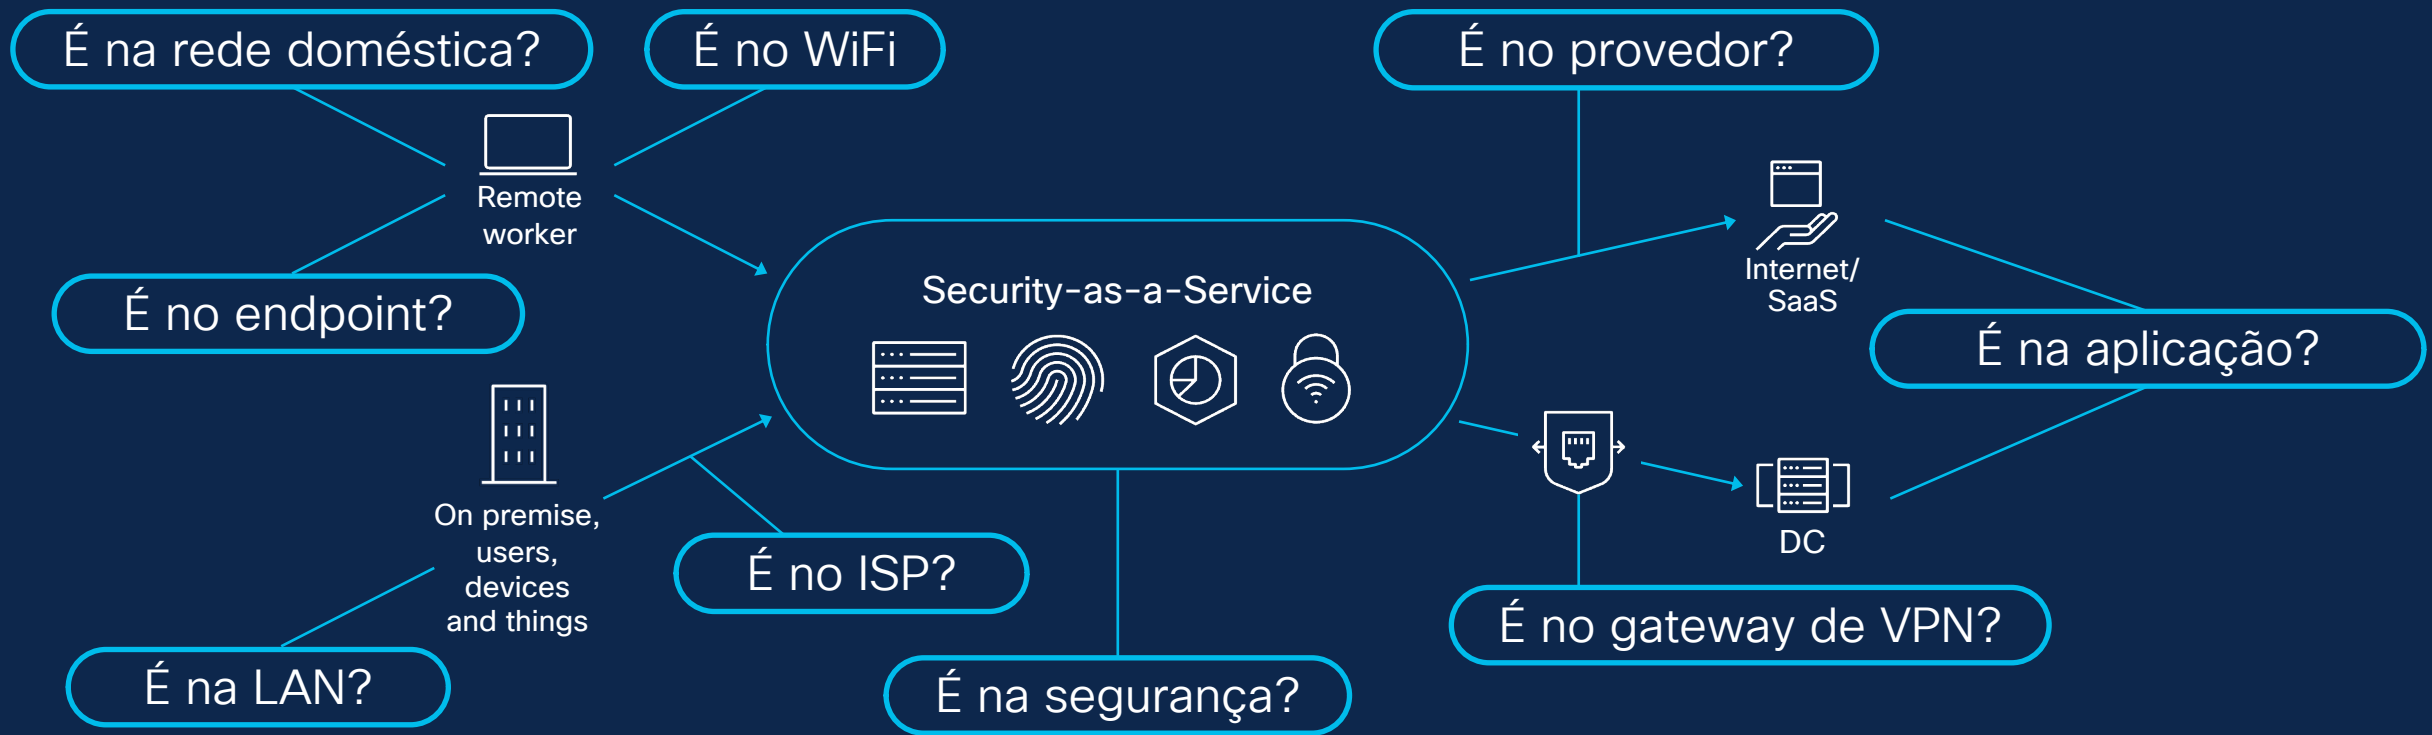 É na rede doméstica?
É no WiFi
É no provedor?
Remote
worker
É no endpoint?
Security-as-a-Service
Internet/
SaaS
É na aplicação?
On premise,
users,
devices
and things
É no ISP?
DC
É no gateway de VPN?
É na LAN?
É na segurança?